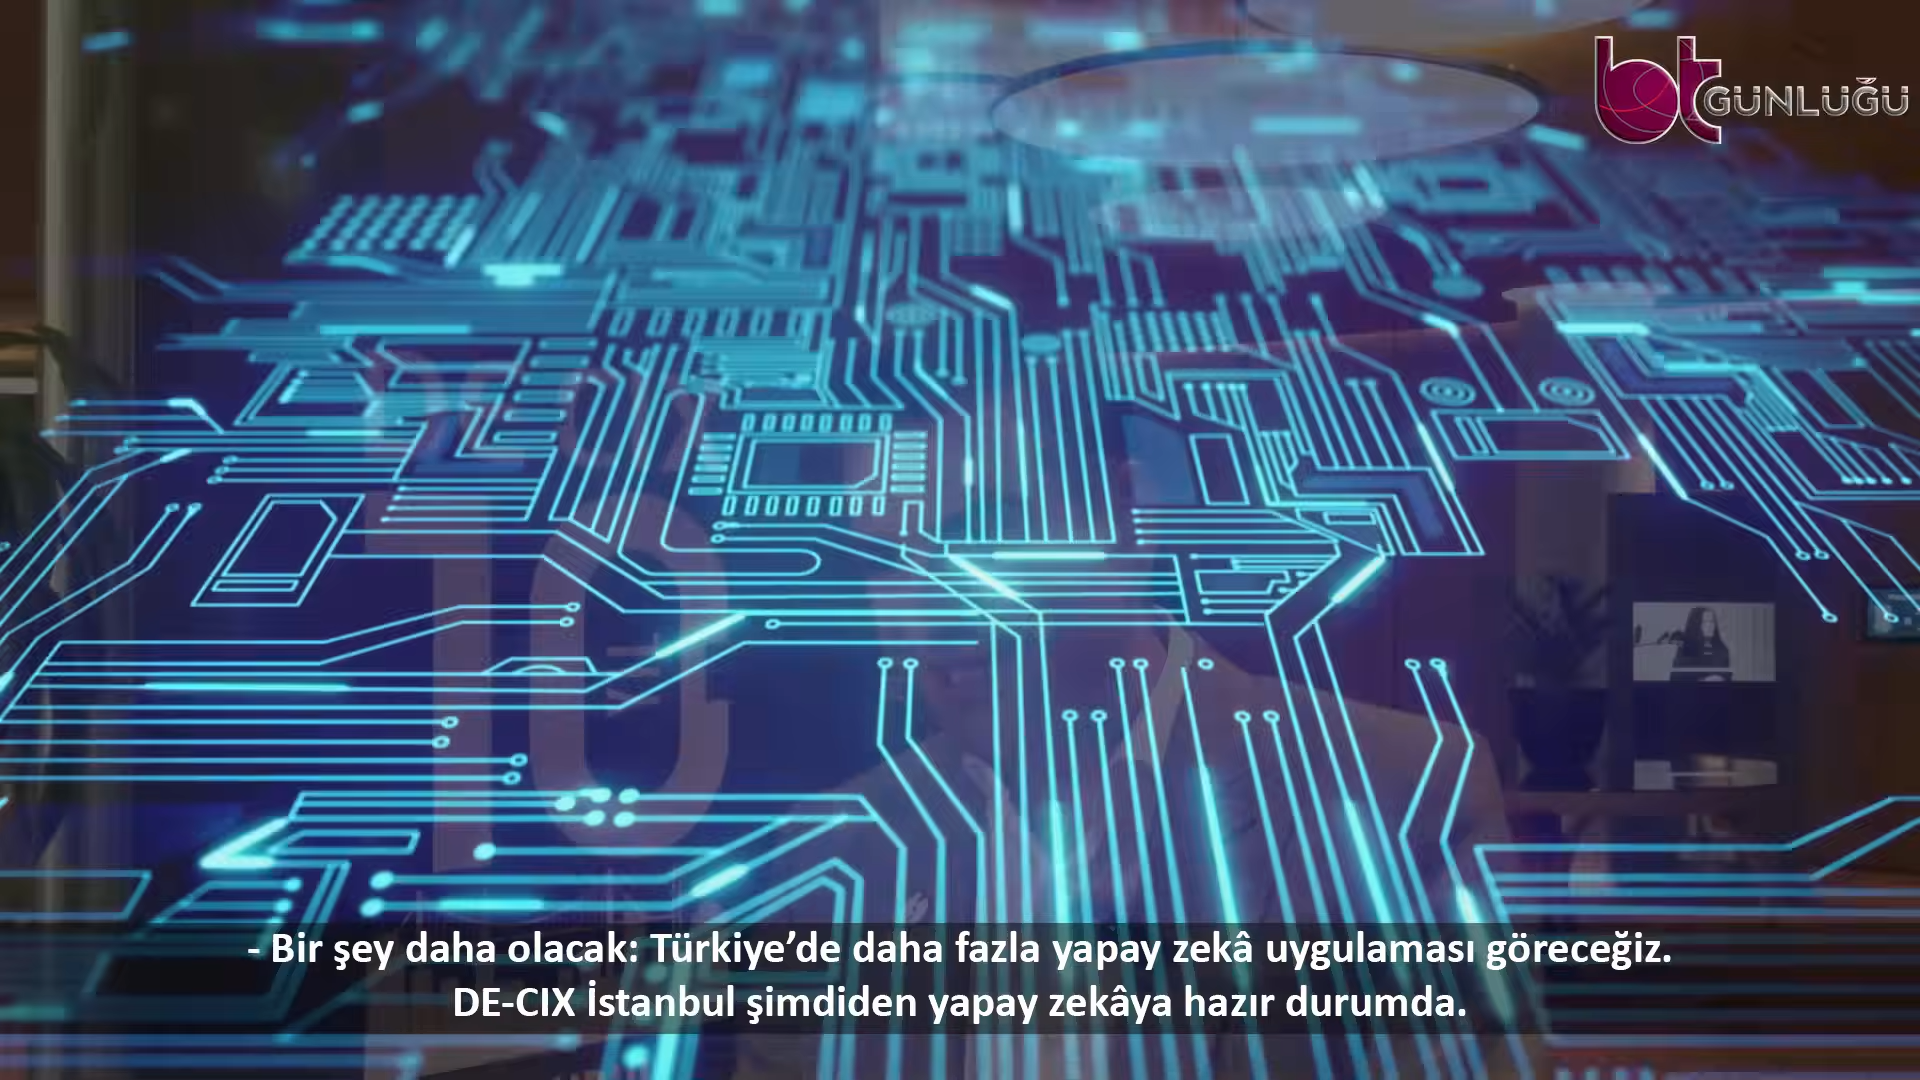 bt GÜNLÜĞÜ
10
- Bir şey daha olacak: Türkiye’de daha fazla yapay zekâ uygulaması göreceğiz.
DE-CIX İstanbul şimdiden yapay zekâya hazır durumda.